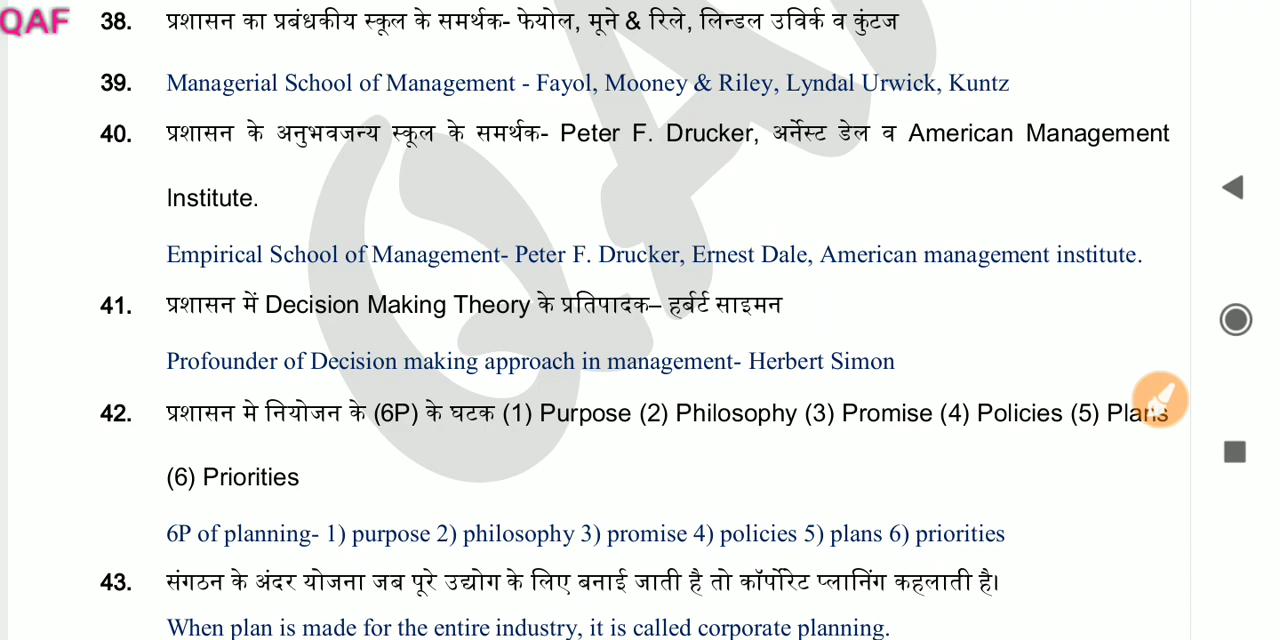 QAF
38. प्रशासन का प्रबंधकीय स्कूल के समर्थक- फेयोल, मूने & रिले, लिन्डल उविर्क व कुंटज
39. Managerial School of Management - Fayol, Mooney & Riley, Lyndal Urwick, Kuntz
40. प्रशासन के अनुभवजन्य स्कूल के समर्थक- Peter F. Drucker, अर्नेस्ट डेल व American Management
Institute.
Empirical School of Management- Peter F. Drucker, Ernest Dale, American management institute.
41. प्रशासन में Decision Making Theory के प्रतिपादक– हर्बर्ट साइमन
Profounder of Decision making approach in management- Herbert Simon
42. प्रशासन मे नियोजन के (6P) के घटक (1) Purpose (2) Philosophy (3) Promise (4) Policies (5) Plans
(6) Priorities
6P of planning- 1) purpose 2) philosophy 3) promise 4) policies 5) plans 6) priorities
43. संगठन के अंदर योजना जब पूरे उद्योग के लिए बनाई जाती है तो कॉर्पोरेट प्लानिंग कहलाती है।
When plan is made for the entire industry, it is called corporate planning.